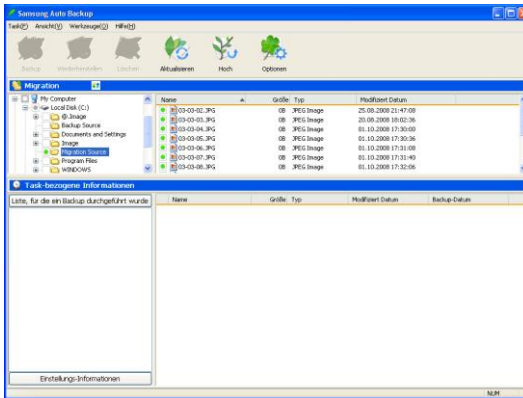 Samsung Auto Backup
Task(F) Ansicht(V) Werkzeuge(Q) Hilfe(H)
Backup Wiederherstellen Löschen Aktualisieren Hoch Optionen
Migration
My Computer
Local Disk (C:)
@.Image
Backup Source
Documents and Settings
Image
Migration Source
Program Files
WINDOWS
Name Größe Typ Modifiziert Datum
03-03-02.JPG 0B JPEG Image 25.08.2008 21:47:08
03-03-03.JPG 0B JPEG Image 20.08.2008 18:02:36
03-03-04.JPG 0B JPEG Image 01.10.2008 17:30:00
03-03-05.JPG 0B JPEG Image 01.10.2008 17:30:36
03-03-06.JPG 0B JPEG Image 01.10.2008 17:31:08
03-03-07.JPG 0B JPEG Image 01.10.2008 17:31:40
03-03-08.JPG 0B JPEG Image 01.10.2008 17:32:06
Task-bezogene Informationen
Liste, für die ein Backup durchgeführt wurde
Name Größe Typ Modifiziert Datum Backup-Datum
Einstellungs-Informationen
NUM